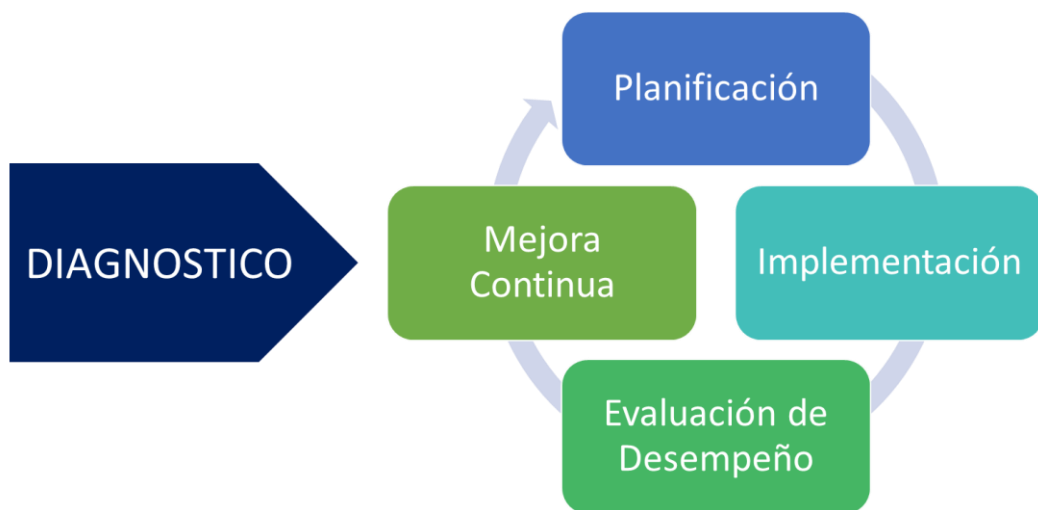 DIAGNOSTICO
Planificación
Implementación
Evaluación de
Desempeño
Mejora
Continua